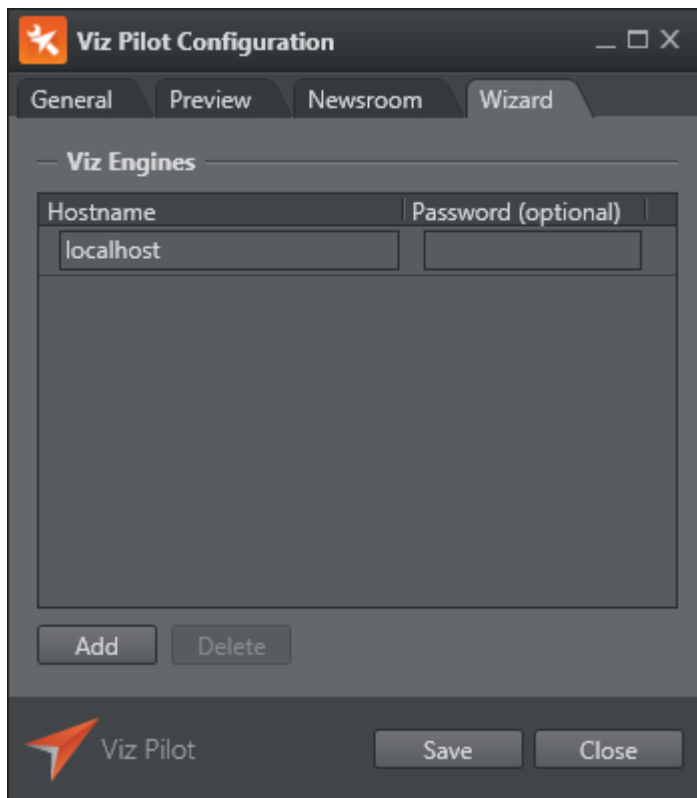 Viz Pilot Configuration
General Preview Newsroom Wizard
Viz Engines
Hostname Password (optional)
localhost
Add Delete
Viz Pilot Save Close